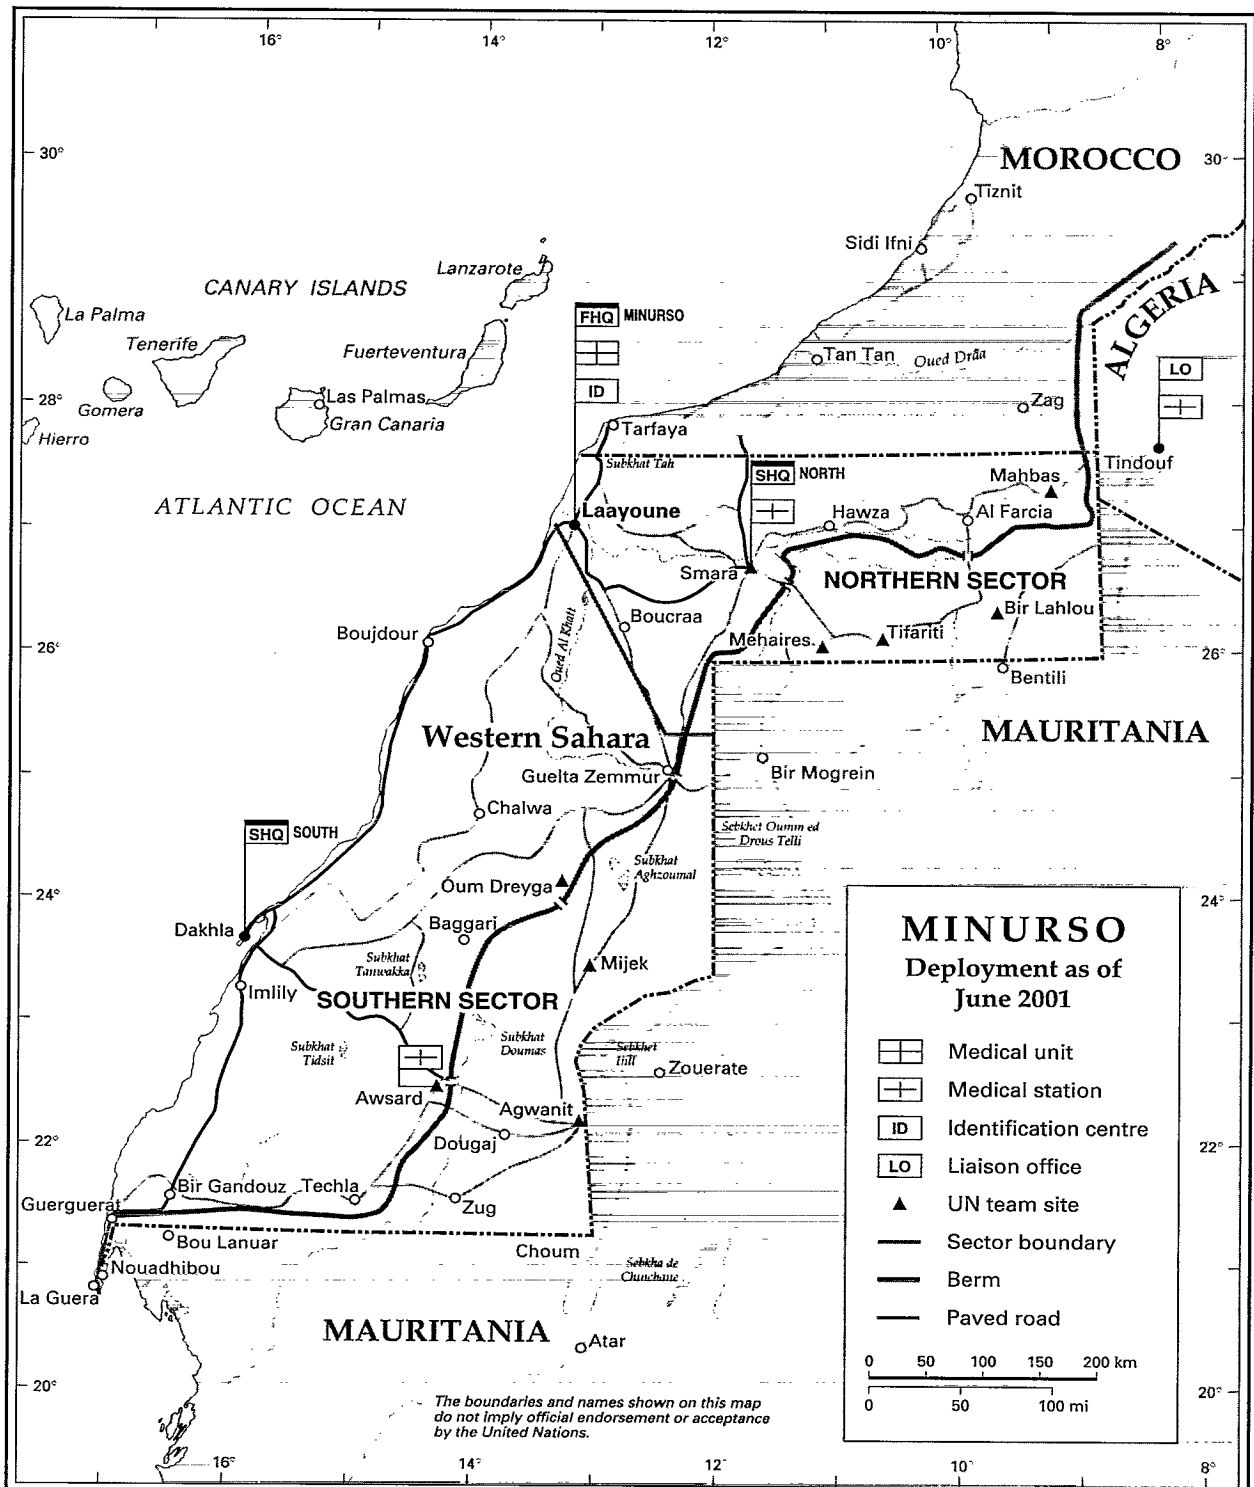 16°
14°
12°
10°
8°
30°
MOROCCO
30°
Tiznit
Sidi Ifni
CANARY ISLANDS
Lanzarote
La Palma
Tenerife
Fuerteventura
FHQ MINURSO
ALGERIA
Tan Tan
Oued Drâa
LO
ID
28°
Gomera
Las Palmas
Gran Canaria
Zag
Hierro
Tarfaya
Subkhat Tah
Tindouf
SHQ NORTH
Mahbas
ATLANTIC OCEAN
Laayoune
Hawza
Al Farcia
Smara
NORTHERN SECTOR
Bir Lahlou
Boucraa
Boujdour
Oued Al Khatt
Mehaires
Tifariti
26°
26°
Bentili
Western Sahara
MAURITANIA
Guelta Zemmur
Bir Mogrein
Chalwa
SHQ SOUTH
Sebkhet Oumm ed
Drous Telli
Subkhat
Aghzoumal
Oum Dreyga
24°
24°
Baggari
Dakhla
Subkhat
Tanwakka
Mijek
Imlily
SOUTHERN SECTOR
Subkhat
Tidsit
Subkhat
Doumas
Sebkhet
Ijill
Zouerate
Awsard
Agwanit
22°
Dougaj
22°
Bir Gandouz
Techla
Zug
Guerguerat
Bou Lanuar
Choum
Nouadhibou
La Guera
Sebkha de
Chinchane
MAURITANIA
Atar
20°
20°
The boundaries and names shown on this map
do not imply official endorsement or acceptance
by the United Nations.
MINURSO
Deployment as of
June 2001
Medical unit
Medical station
ID Identification centre
LO Liaison office
UN team site
Sector boundary
Berm
Paved road
0 50 100 150 200 km
0 50 100 mi
16°
14°
12°
10°
8°